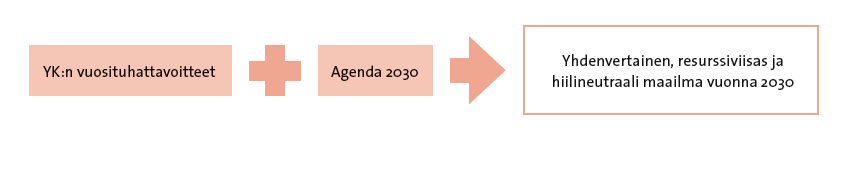 YK:n vuosituhattavoitteet
Agenda 2030
Yhdenvertainen, resurssiviisas ja
hiilineutraali maailma vuonna 2030